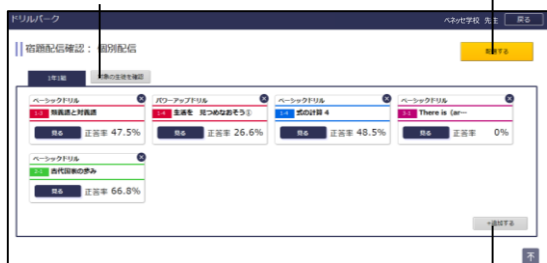 ドリルパーク
ベネッセ学校 先生 戻る
宿題配信確認： 個別配信
配信する
1年1組 対象の生徒を確認
ベーシックドリル
1-3 類義語と対義語
見る 正答率 47.5%
パワーアップドリル
1-4 生活を 見つめなおそう①
見る 正答率 26.6%
ベーシックドリル
1-4 式の計算 4
見る 正答率 48.5%
ベーシックドリル
There is (ar…
見る 正答率 0%
ベーシックドリル
古代国家の歩み
見る 正答率 66.8%
+追加する